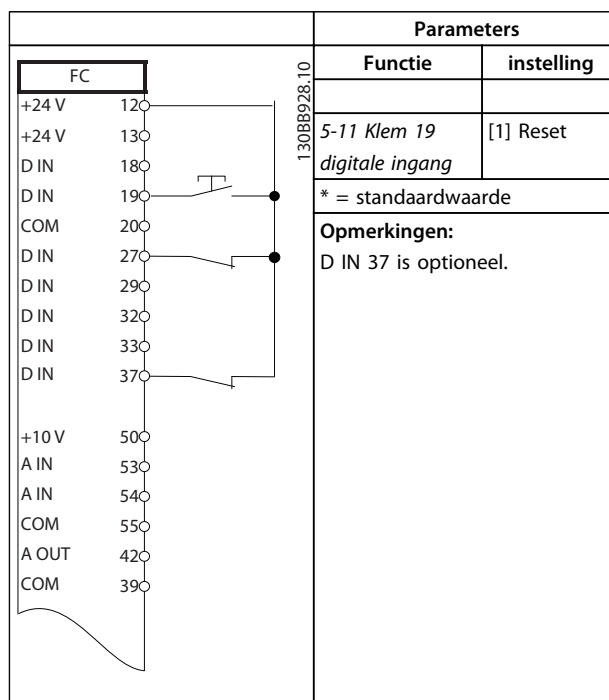 Parameters
Functie instelling
5-11 Klem 19 [1] Reset
digitale ingang
* = standaardwaarde
Opmerkingen:
D IN 37 is optioneel.
130BB928.10
FC
+24 V 12
+24 V 13
D IN 18
D IN 19
COM 20
D IN 27
D IN 29
D IN 32
D IN 33
D IN 37
+10 V 50
A IN 53
A IN 54
COM 55
A OUT 42
COM 39